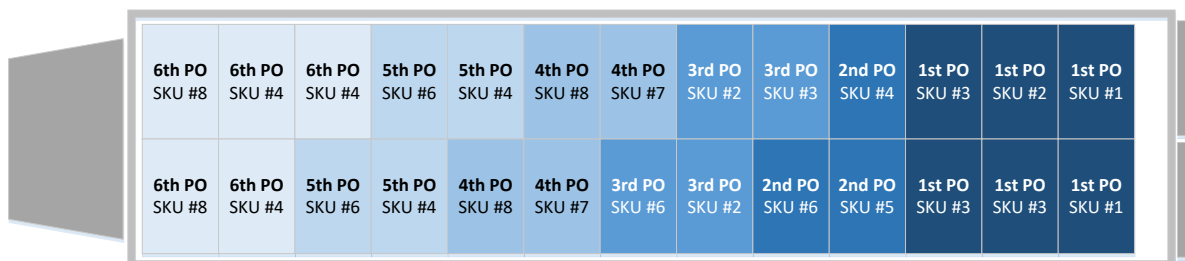 6th PO 6th PO 6th PO 5th PO 5th PO 4th PO 4th PO 3rd PO 3rd PO 2nd PO 1st PO 1st PO 1st PO
SKU #8 SKU #4 SKU #4 SKU #6 SKU #4 SKU #8 SKU #7 SKU #2 SKU #3 SKU #4 SKU #3 SKU #2 SKU #1
6th PO 6th PO 5th PO 5th PO 4th PO 4th PO 3rd PO 3rd PO 2nd PO 2nd PO 1st PO 1st PO 1st PO
SKU #8 SKU #4 SKU #6 SKU #4 SKU #8 SKU #7 SKU #6 SKU #2 SKU #6 SKU #5 SKU #3 SKU #3 SKU #1